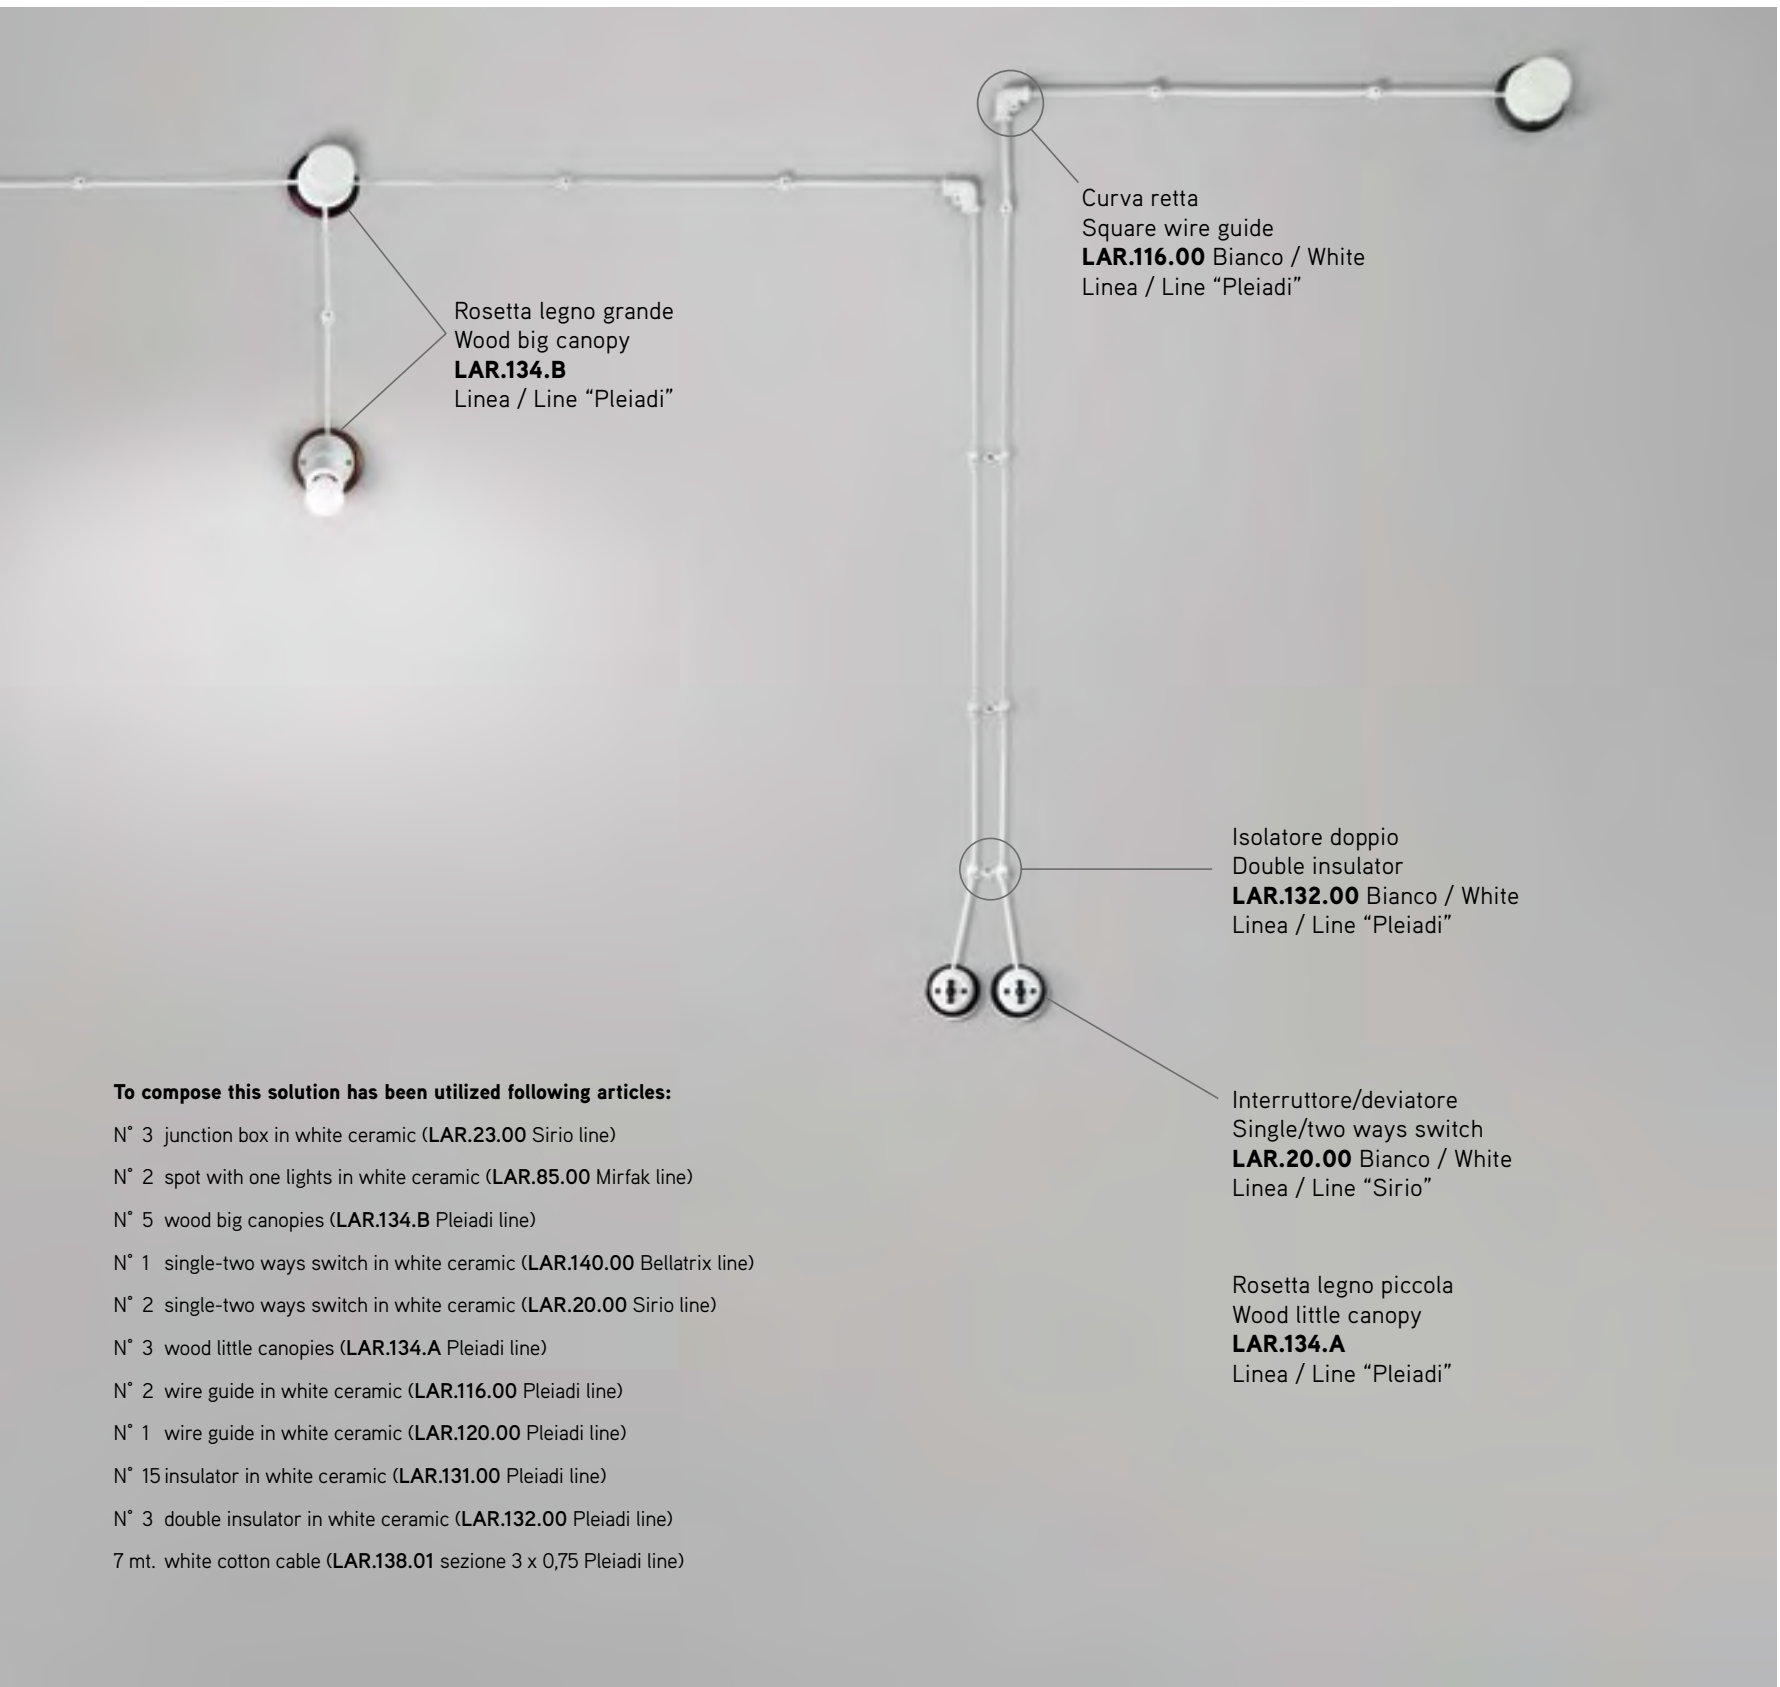 Curva retta
Square wire guide
LAR.116.00 Bianco / White
Linea / Line “Pleiadi”
Rosetta legno grande
Wood big canopy
LAR.134.B
Linea / Line “Pleiadi”
Isolatore doppio
Double insulator
LAR.132.00 Bianco / White
Linea / Line “Pleiadi”
Interruttore/deviatore
Single/two ways switch
LAR.20.00 Bianco / White
Linea / Line “Sirio”
Rosetta legno piccola
Wood little canopy
LAR.134.A
Linea / Line “Pleiadi”
To compose this solution has been utilized following articles:
N° 3 junction box in white ceramic (LAR.23.00 Sirio line)
N° 2 spot with one lights in white ceramic (LAR.85.00 Mirfak line)
N° 5 wood big canopies (LAR.134.B Pleiadi line)
N° 1 single-two ways switch in white ceramic (LAR.140.00 Bellatrix line)
N° 2 single-two ways switch in white ceramic (LAR.20.00 Sirio line)
N° 3 wood little canopies (LAR.134.A Pleiadi line)
N° 2 wire guide in white ceramic (LAR.116.00 Pleiadi line)
N° 1 wire guide in white ceramic (LAR.120.00 Pleiadi line)
N° 15 insulator in white ceramic (LAR.131.00 Pleiadi line)
N° 3 double insulator in white ceramic (LAR.132.00 Pleiadi line)
7 mt. white cotton cable (LAR.138.01 sezione 3 x 0,75 Pleiadi line)